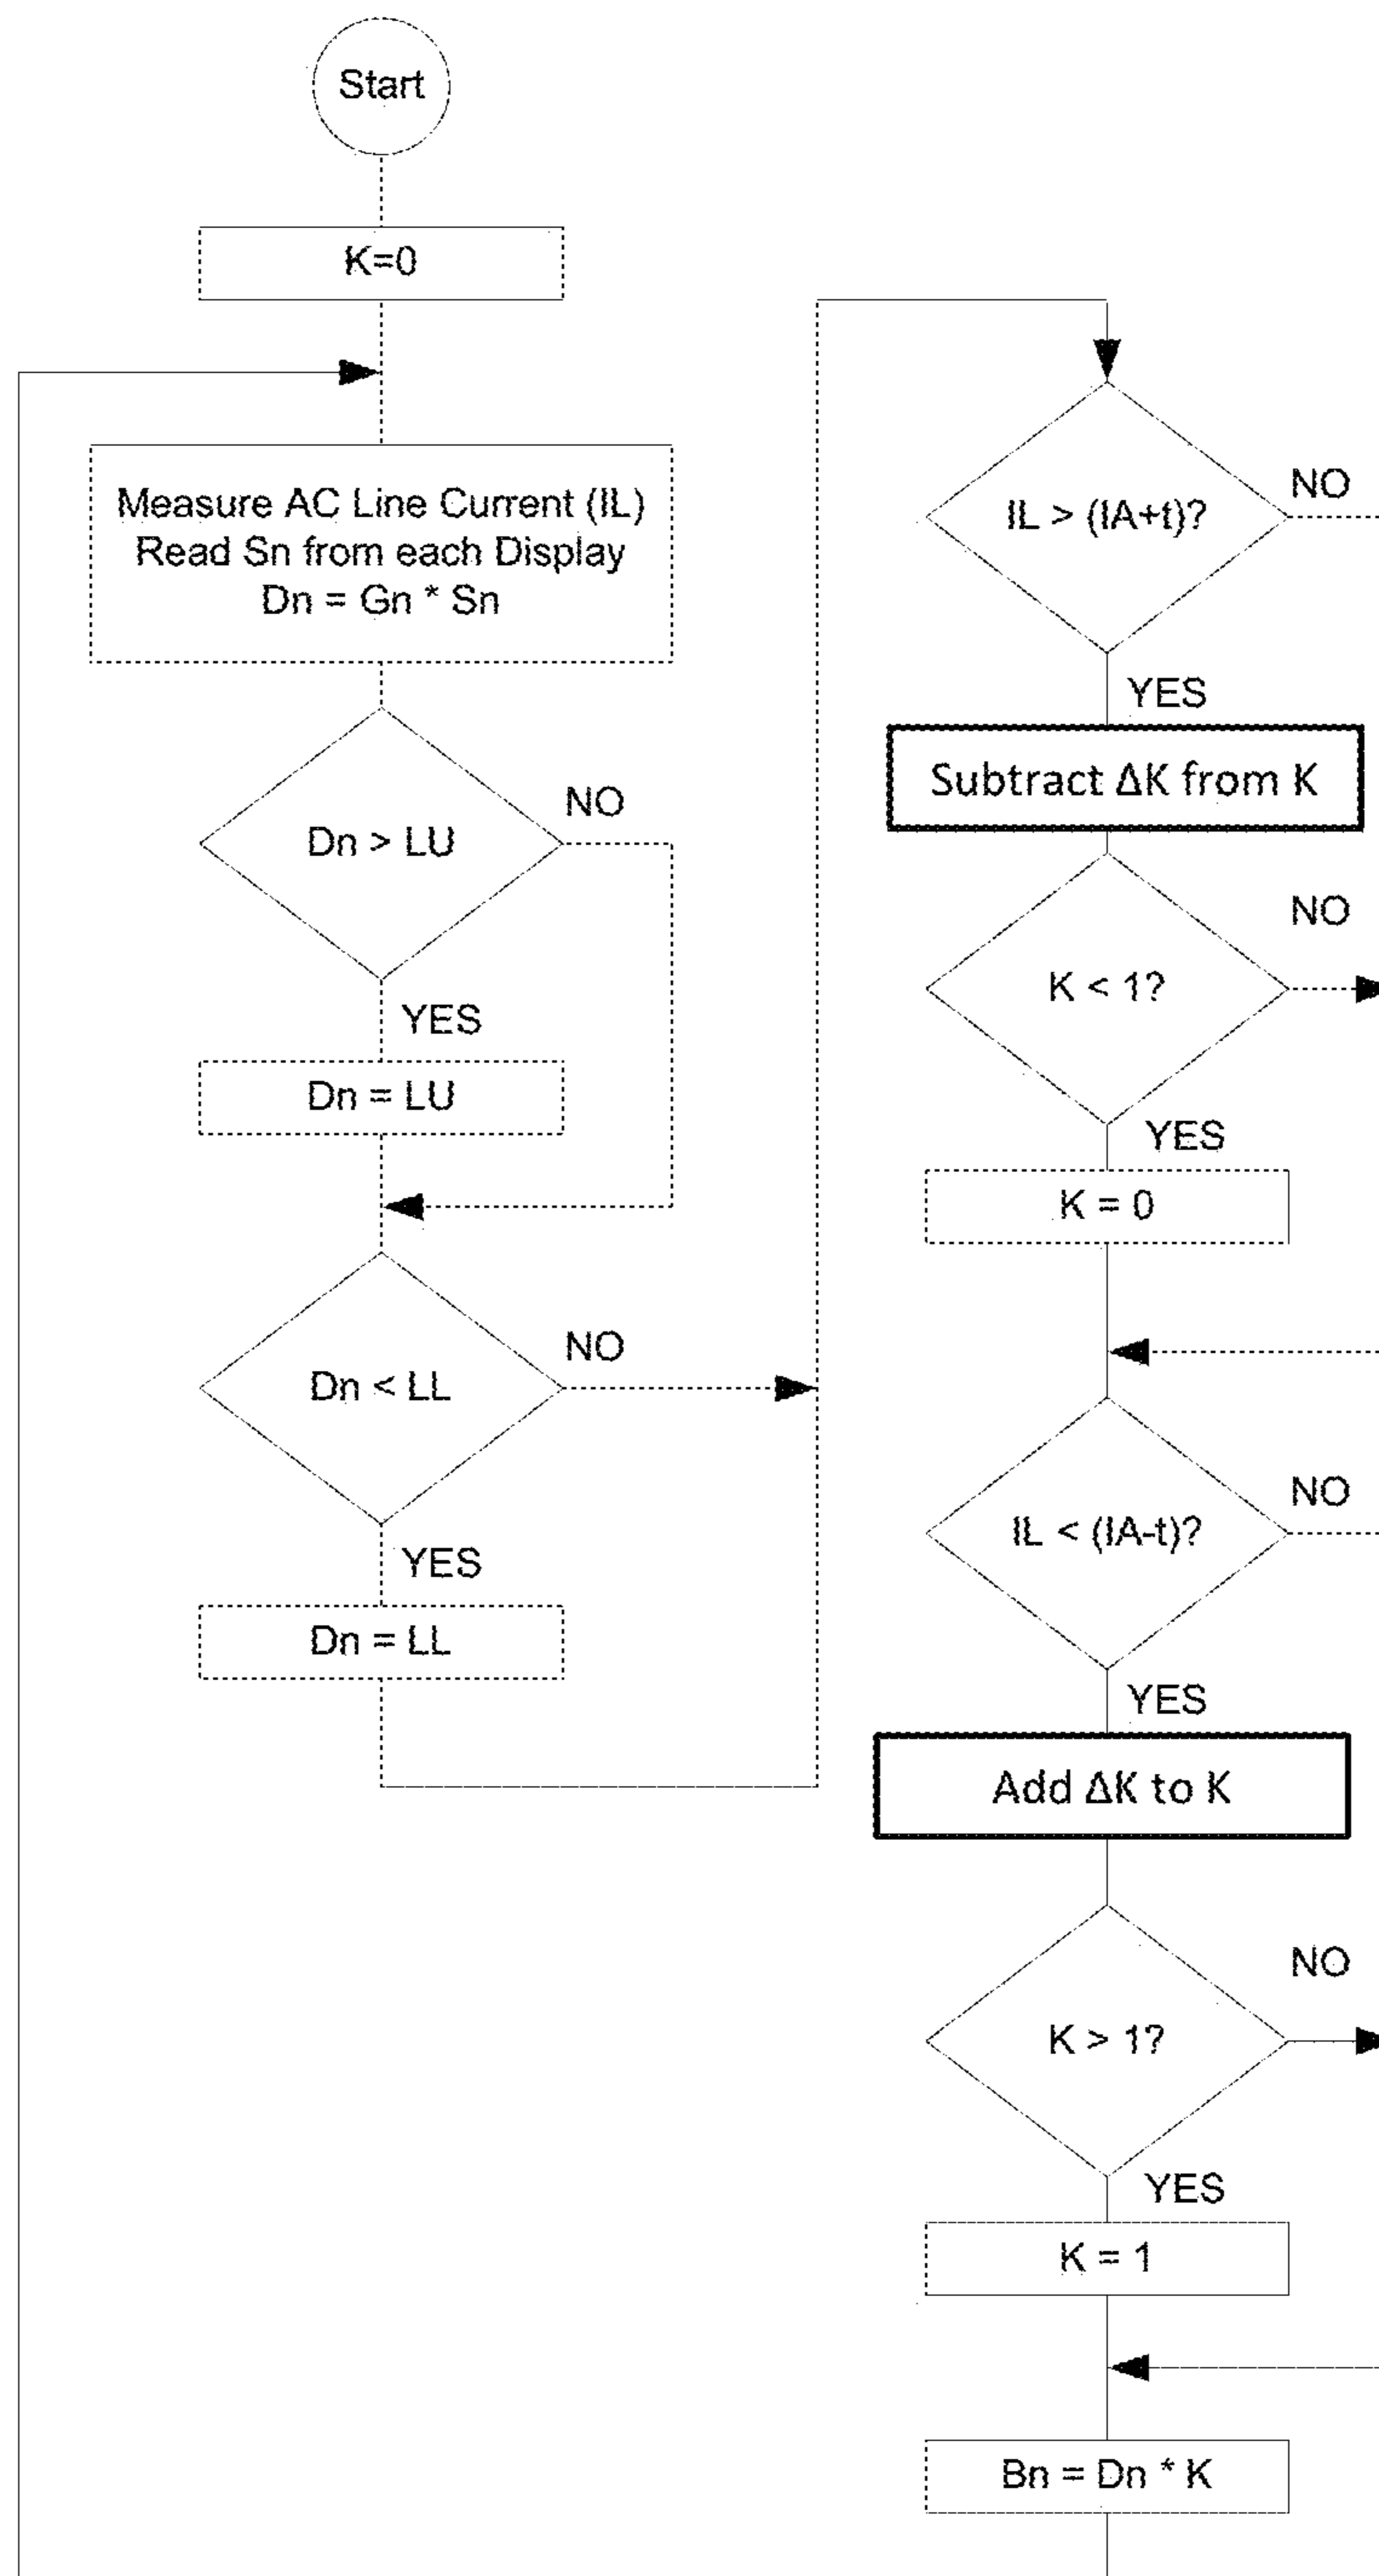 Start
K=0
Measure AC Line Current (IL)
Read Sn from each Display
Dn = Gn * Sn
Dn > LU
NO
YES
Dn = LU
Dn < LL
NO
YES
Dn = LL
IL > (IA+t)?
NO
YES
Subtract ΔK from K
K < 1?
NO
YES
K = 0
IL < (IA-t)?
NO
YES
Add ΔK to K
K > 1?
NO
YES
K = 1
Bn = Dn * K